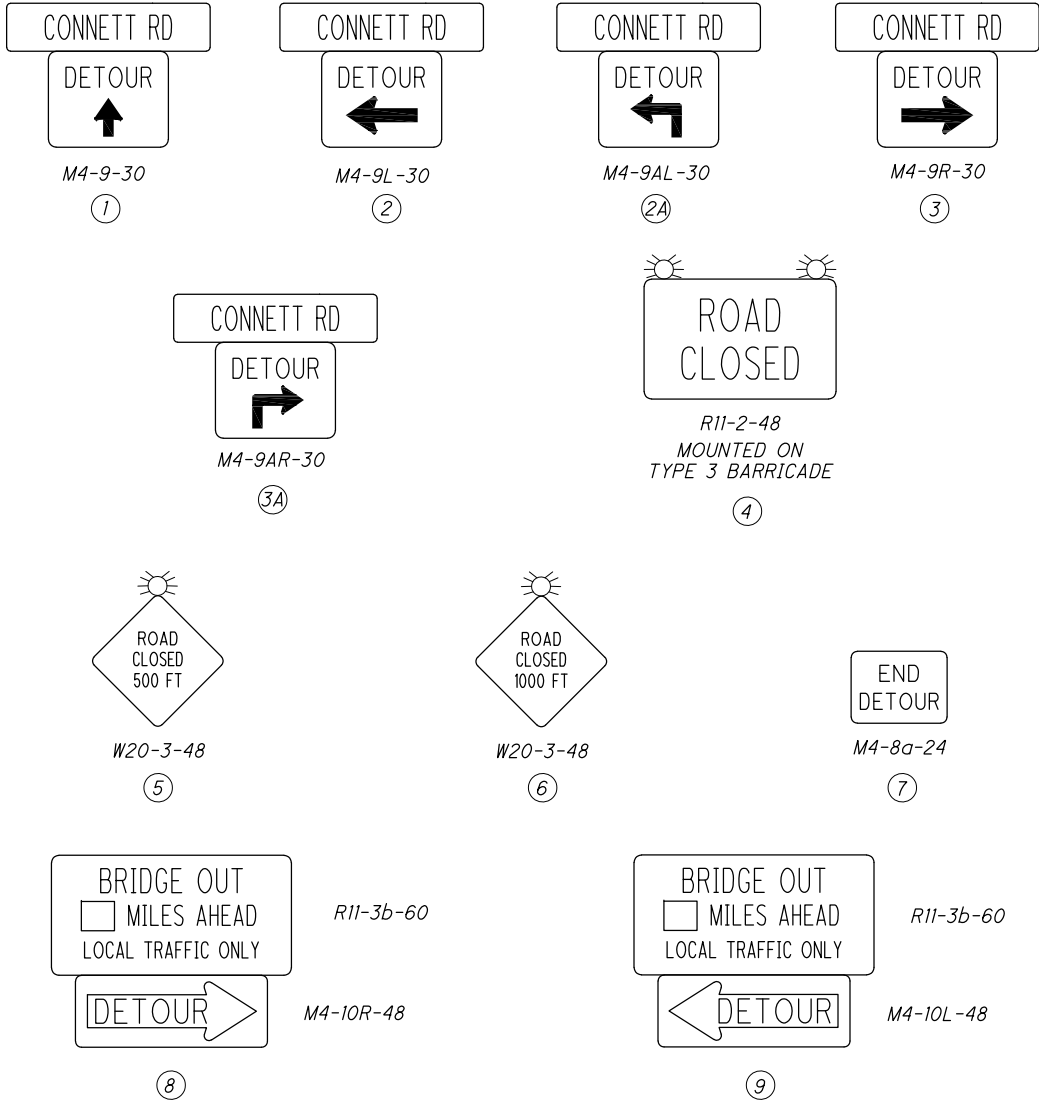 CONNETT RD
DETOUR
M4-9-30
1
CONNETT RD
DETOUR
M4-9L-30
2
CONNETT RD
DETOUR
M4-9AL-30
2A
CONNETT RD
DETOUR
M4-9R-30
3
CONNETT RD
DETOUR
M4-9AR-30
3A
ROAD
CLOSED
R11-2-48
MOUNTED ON
TYPE 3 BARRICADE
4
ROAD
CLOSED
500 FT
W20-3-48
5
ROAD
CLOSED
1000 FT
W20-3-48
6
END
DETOUR
M4-8a-24
7
BRIDGE OUT
MILES AHEAD
LOCAL TRAFFIC ONLY
R11-3b-60
DETOUR
M4-10R-48
8
BRIDGE OUT
MILES AHEAD
LOCAL TRAFFIC ONLY
R11-3b-60
DETOUR
M4-10L-48
9